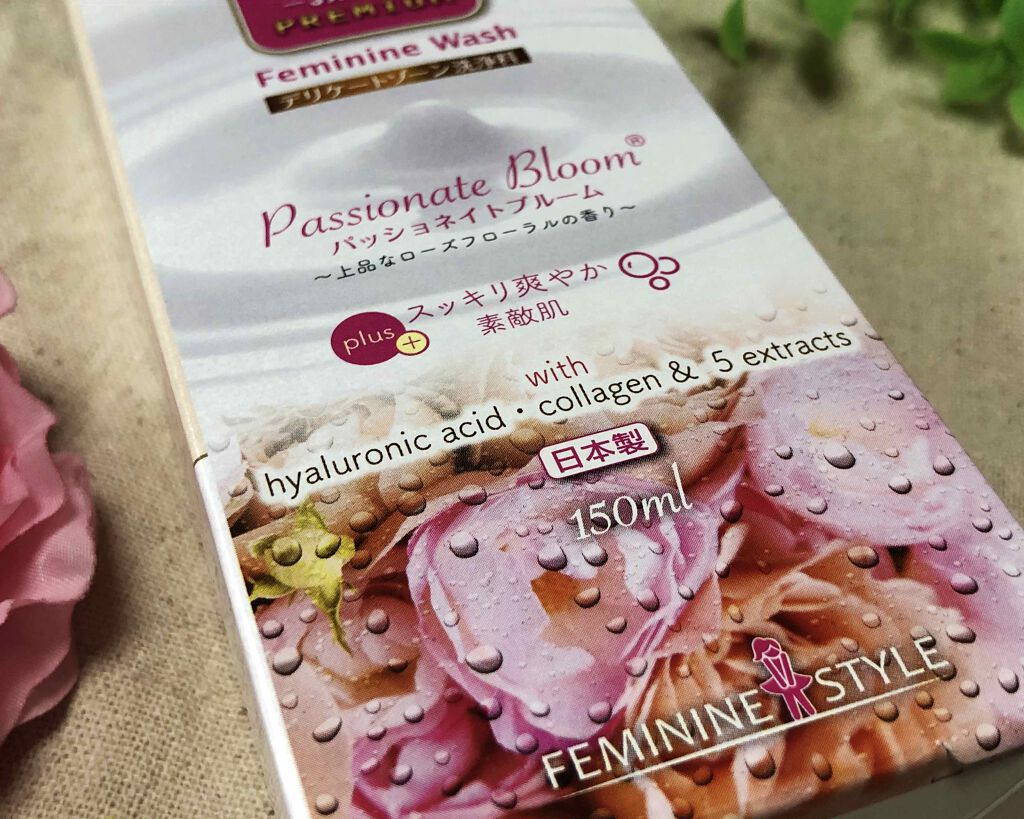 PREMIUM
Feminine Wash
デリケートゾーン洗浄料
Passionate Bloom®
パッショネイトブルーム
～上品なローズフローラルの香り～
plus+
スッキリ爽やか
素敵肌
with
hyaluronic acid・collagen & 5 extracts
日本製
150ml
FEMININE STYLE